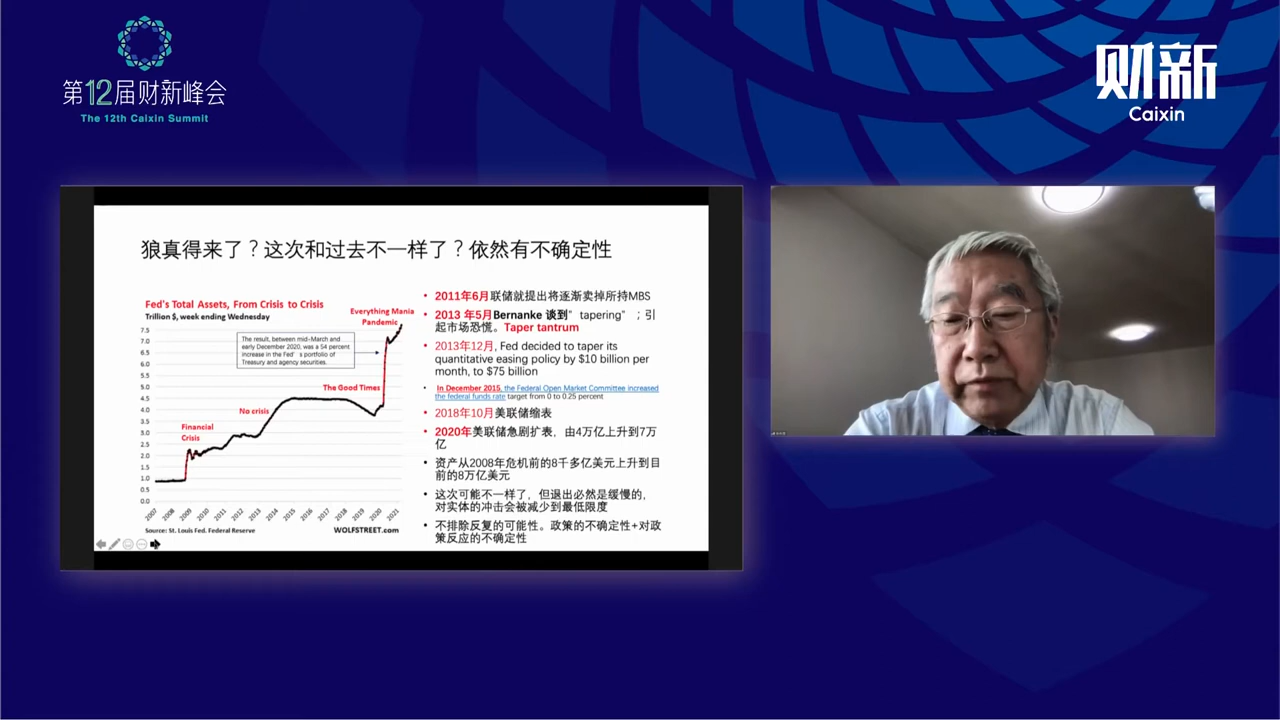 第12届财新峰会
The 12th Caixin Summit
财新
Caixin
狼真得来了？这次和过去不一样了？依然有不确定性
Fed's Total Assets, From Crisis to Crisis
Trillion $, week ending Wednesday
Everything Mania
Pandemic
The result, between mid-March and
early December 2020, was a 54 percent
increase in the Fed’s portfolio of
Treasury and agency securities.
The Good Times
No crisis
Financial
Crisis
7.5
7.0
6.5
6.0
5.5
5.0
4.5
4.0
3.5
3.0
2.5
2.0
1.5
1.0
0.5
0.0
2007 2008 2009 2010 2011 2012 2013 2014 2015 2016 2017 2018 2019 2020 2021
Source: St. Louis Fed. Federal Reserve
WOLFSTREET.com
• 2011年6月联储就提出将逐渐卖掉所持MBS
• 2013 年5月Bernanke 谈到” tapering” ；引
起市场恐慌。Taper tantrum
• 2013年12月, Fed decided to taper its
quantitative easing policy by $10 billion per
month, to $75 billion
• In December 2015, the Federal Open Market Committee increased
the federal funds rate target from 0 to 0.25 percent
• 2018年10月美联储缩表
• 2020年美联储急剧扩表，由4万亿上升到7万
亿
• 资产从2008年危机前的8千多亿美元上升到目
前的8万亿美元
• 这次可能不一样了，但退出必然是缓慢的，
对实体的冲击会被减少到最低限度
• 不排除反复的可能性。政策的不确定性+对政
策反应的不确定性